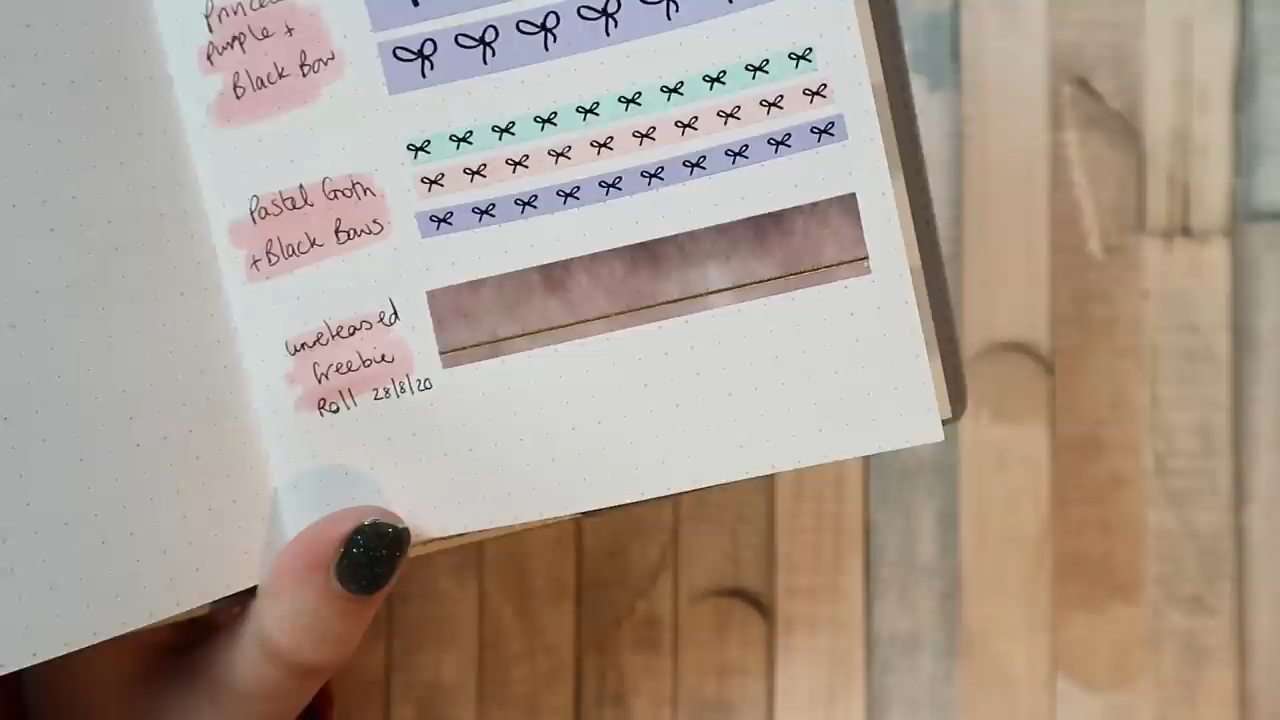 Purple +
Black Bow
Pastel Goth
+Black Bows
unreleased
freebie
Roll 28/8/20